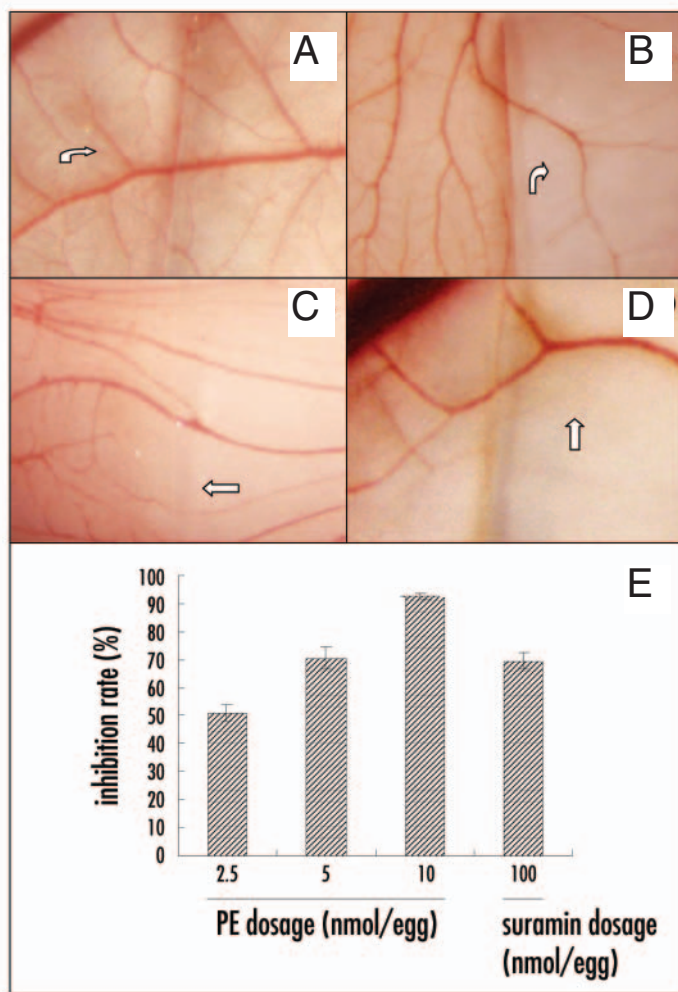 A
B
C
D
E
100
90
80
70
60
50
40
30
20
10
0
inhibition rate (%)
2.5 5 10 100
PE dosage (nmol/egg)
suramin dosage
(nmol/egg)